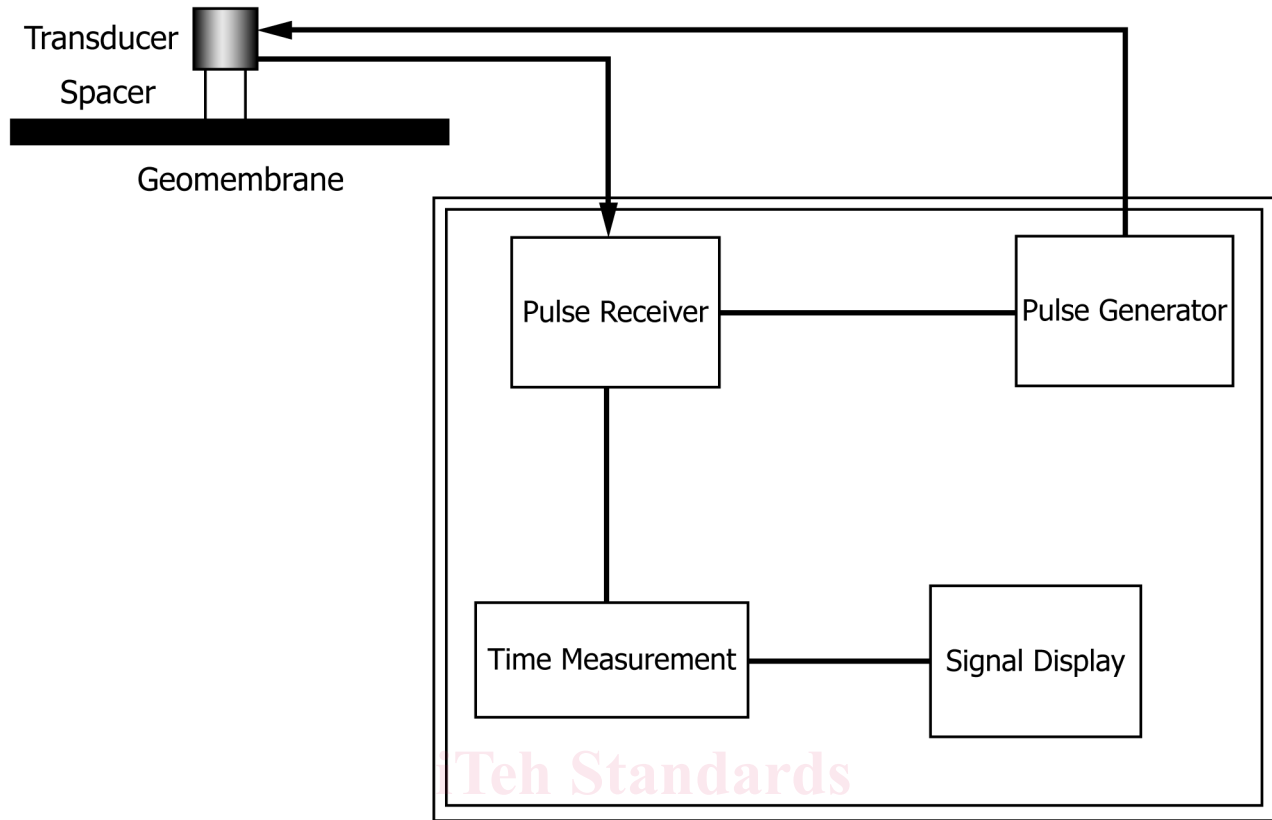 Transducer
Spacer
Geomembrane
Pulse Receiver
Pulse Generator
Time Measurement
Signal Display
iTeh Standards